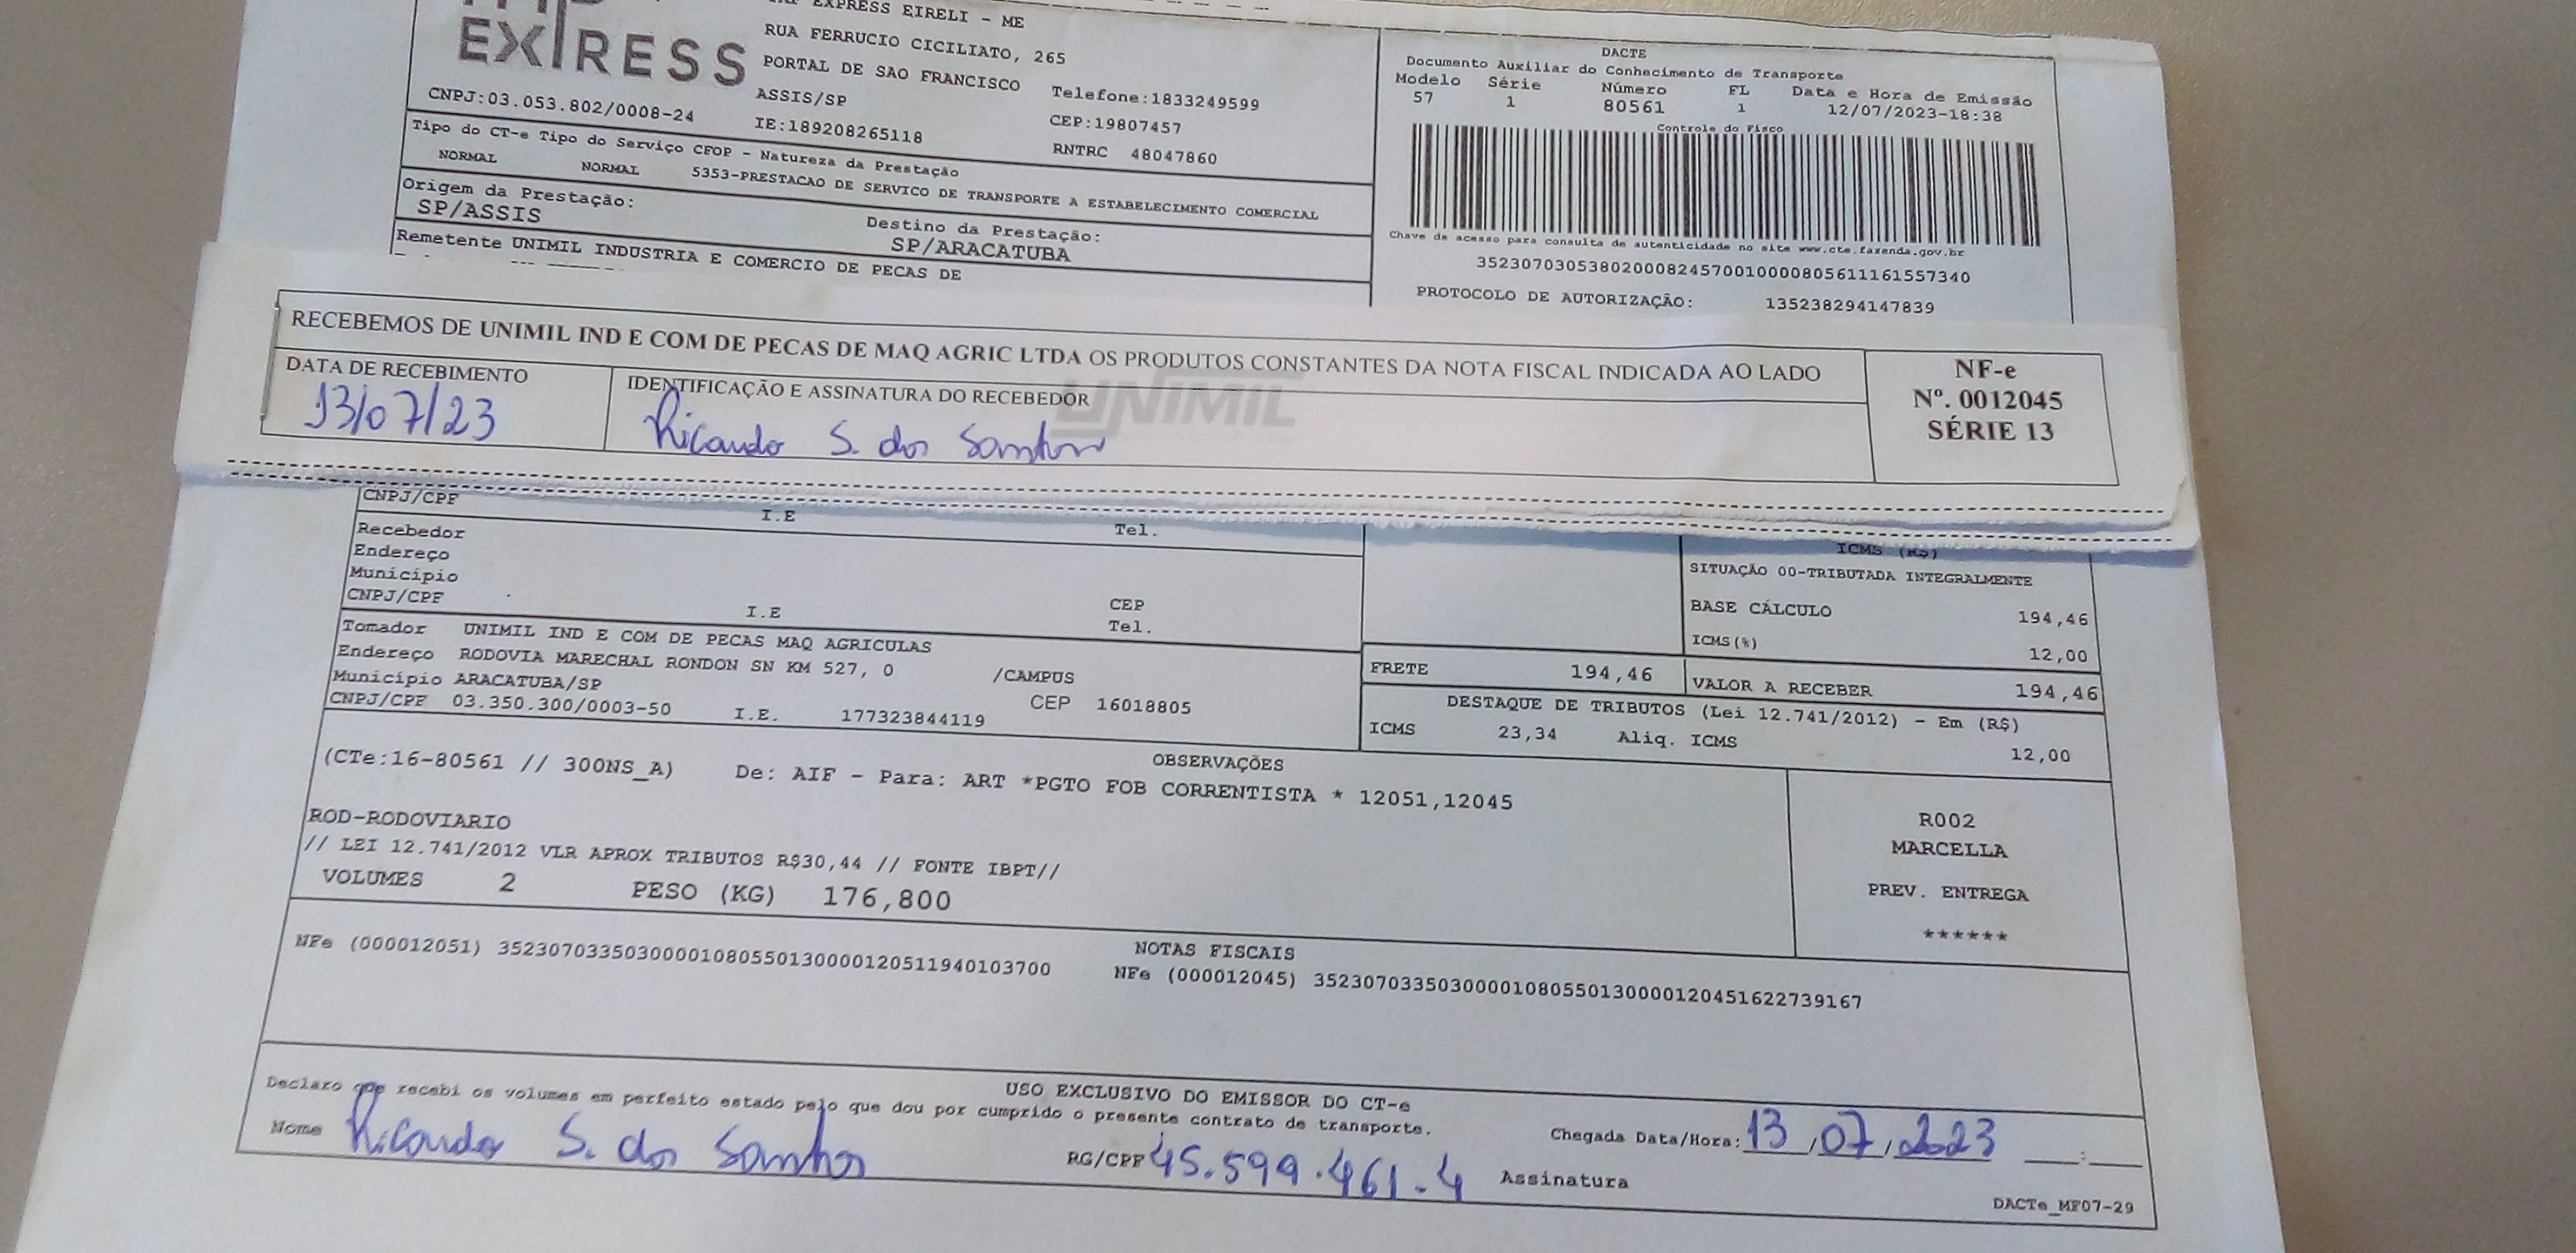 EXPRESS
EXPRESS EIRELI - ME
RUA FERRUCIO CICILIATO, 265
PORTAL DE SAO FRANCISCO
Telefone:1833249599
CNPJ:03.053.802/0008-24
ASSIS/SP
CEP:19807457
IE:189208265118
RNTRC 48047860
Tipo do CT-e Tipo do Serviço CFOP - Natureza da Prestação
NORMAL NORMAL 5353-PRESTACAO DE SERVICO DE TRANSPORTE A ESTABELECIMENTO COMERCIAL
Origem da Prestação:
SP/ASSIS
Destino da Prestação:
SP/ARACATUBA
Remetente UNIMIL INDUSTRIA E COMERCIO DE PECAS DE
DACTE
Documento Auxiliar do Conhecimento de Transporte
Modelo Série Número FL Data e Hora de Emissão
57 1 80561 1 12/07/2023-18:38
Controle do Fisco
Chave de acesso para consulta de autenticidade no site www.cte.fazenda.gov.br
35230703053802000824570010000805611161557340
PROTOCOLO DE AUTORIZAÇÃO: 135238294147839
RECEBEMOS DE UNIMIL IND E COM DE PECAS DE MAQ AGRIC LTDA OS PRODUTOS CONSTANTES DA NOTA FISCAL INDICADA AO LADO
DATA DE RECEBIMENTO
13/07/23
IDENTIFICAÇÃO E ASSINATURA DO RECEBEDOR
UNIMIL
Ricardo S. dos Santos
NF-e
Nº. 0012045
SÉRIE 13
CNPJ/CPF I.E Tel.
Recebedor
Endereço
Município CEP
CNPJ/CPF I.E Tel.
Tomador UNIMIL IND E COM DE PECAS MAQ AGRICULAS
Endereço RODOVIA MARECHAL RONDON SN KM 527, 0 /CAMPUS
Município ARACATUBA/SP CEP 16018805
CNPJ/CPF 03.350.300/0003-50 I.E. 177323844119
ICMS (R$)
SITUAÇÃO 00-TRIBUTADA INTEGRALMENTE
BASE CÁLCULO 194,46
ICMS(%) 12,00
FRETE 194,46 VALOR A RECEBER 194,46
DESTAQUE DE TRIBUTOS (Lei 12.741/2012) - Em (R$)
ICMS 23,34 Aliq. ICMS 12,00
OBSERVAÇÕES
(CTe:16-80561 // 300NS_A) De: AIF - Para: ART *PGTO FOB CORRENTISTA * 12051,12045
ROD-RODOVIARIO
// LEI 12.741/2012 VLR APROX TRIBUTOS R$30,44 // FONTE IBPT//
VOLUMES 2 PESO (KG) 176,800
R002
MARCELLA
PREV. ENTREGA
******
NOTAS FISCAIS
NFe (000012051) 35230703350300001080550130000120511940103700
NFe (000012045) 35230703350300001080550130000120451622739167
USO EXCLUSIVO DO EMISSOR DO CT-e
Declaro que recebi os volumes em perfeito estado pelo que dou por cumprido o presente contrato de transporte.
Nome Ricardo S. dos Santos
RG/CPF 45.599.461.4 Assinatura
Chegada Data/Hora: 13/07/2023 ___:___
DACTe_MF07-29